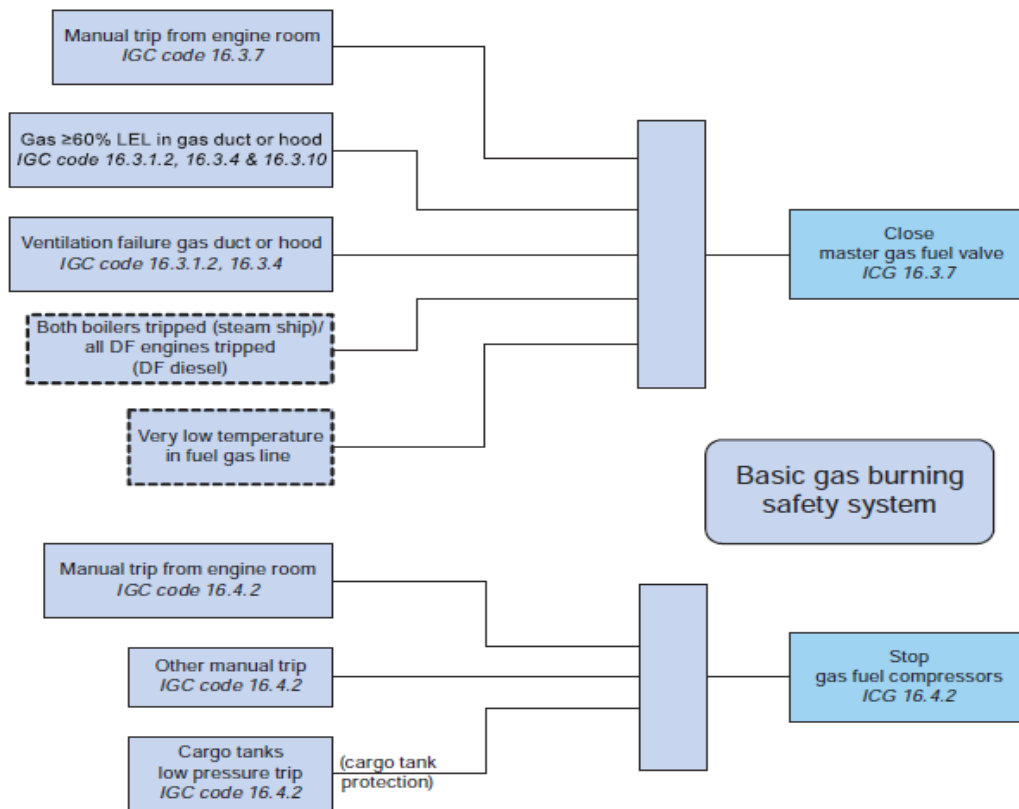 Manual trip from engine room
IGC code 16.3.7
Gas ≥60% LEL in gas duct or hood
IGC code 16.3.1.2, 16.3.4 & 16.3.10
Ventilation failure gas duct or hood
IGC code 16.3.1.2, 16.3.4
Both boilers tripped (steam ship)/
all DF engines tripped
(DF diesel)
Very low temperature
in fuel gas line
Close
master gas fuel valve
ICG 16.3.7
Basic gas burning
safety system
Manual trip from engine room
IGC code 16.4.2
Other manual trip
IGC code 16.4.2
Cargo tanks
low pressure trip
IGC code 16.4.2
(cargo tank
protection)
Stop
gas fuel compressors
ICG 16.4.2